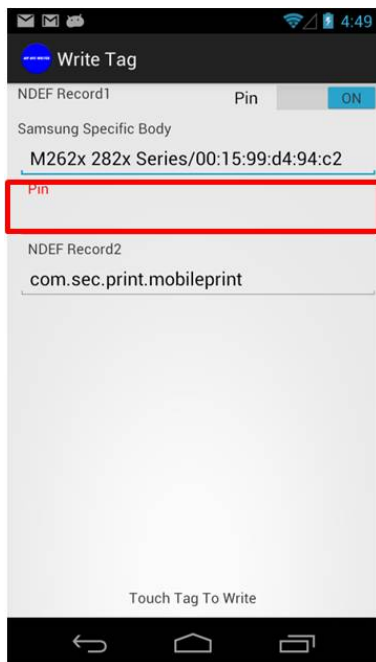 4:49
Write Tag
NDEF Record1 Pin ON
Samsung Specific Body
M262x 282x Series/00:15:99:d4:94:c2
Pin
NDEF Record2
com.sec.print.mobileprint
Touch Tag To Write